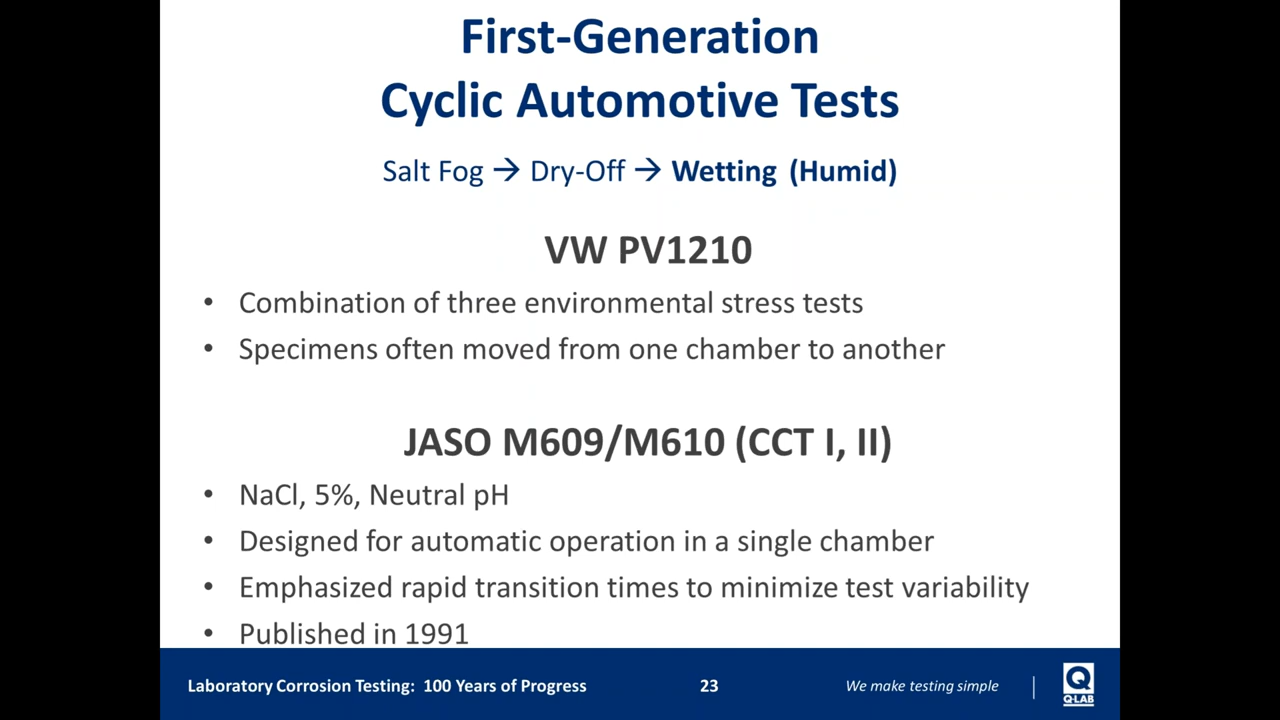 First-Generation
Cyclic Automotive Tests
Salt Fog → Dry-Off → Wetting (Humid)
VW PV1210
• Combination of three environmental stress tests
• Specimens often moved from one chamber to another
JASO M609/M610 (CCT I, II)
• NaCl, 5%, Neutral pH
• Designed for automatic operation in a single chamber
• Emphasized rapid transition times to minimize test variability
• Published in 1991
Laboratory Corrosion Testing: 100 Years of Progress 23 We make testing simple
Q-LAB